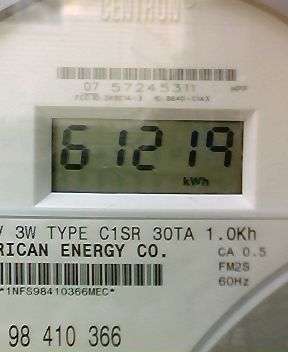 CENTRON
07 57245311 MPP
61219
kWh
V 3W TYPE C1SR 30TA 1.0Kh
RICAN ENERGY CO. CA 0.5
FM2S
*1NFS98410366MEC* 60Hz
98 410 366